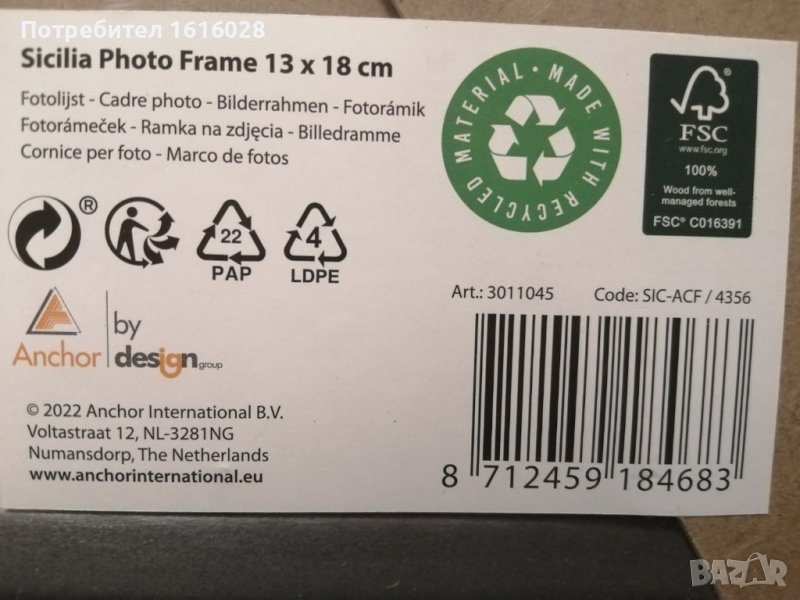 Потребител 1616028
Sicilia Photo Frame 13 x 18 cm
Fotolijst - Cadre photo - Bilderrahmen - Fotorámik
Fotorámeček - Ramka na zdjęcia - Billedramme
Cornice per foto - Marco de fotos
MADE WITH RECYCLED MATERIAL
FSC
www.fsc.org
100%
Wood from well-
managed forests
FSC® C016391
®
22
PAP
4
LDPE
Art.: 3011045
Code: SIC-ACF / 4356
Anchor
by
design group
© 2022 Anchor International B.V.
Voltastraat 12, NL-3281NG
Numansdorp, The Netherlands
www.anchorinternational.eu
8 712459 184683
BAZAR